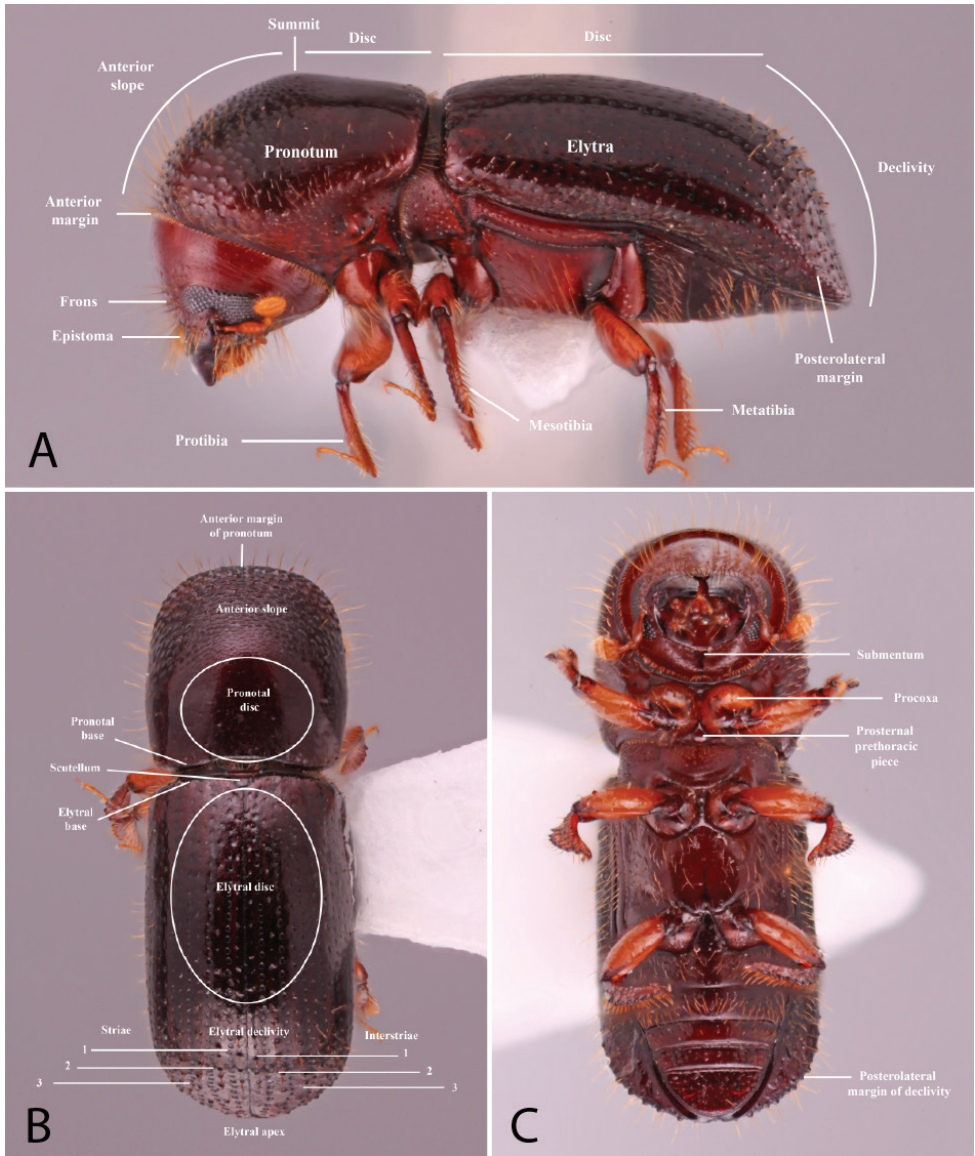 Summit
Disc
Disc
Anterior
slope
Pronotum
Elytra
Declivity
Anterior
margin
Frons
Epistoma
Posterolateral
margin
Mesotibia
Metatibia
Protibia
A
Anterior margin
of pronotum
Anterior slope
Pronotal
disc
Pronotal
base
Scutellum
Elytral
base
Elytral disc
Striae
Elytral declivity
Interstriae
1
1
2
2
3
3
Elytral apex
B
Submentum
Procoxa
Prosternal
prethoracic
piece
Posterolateral
margin of declivity
C